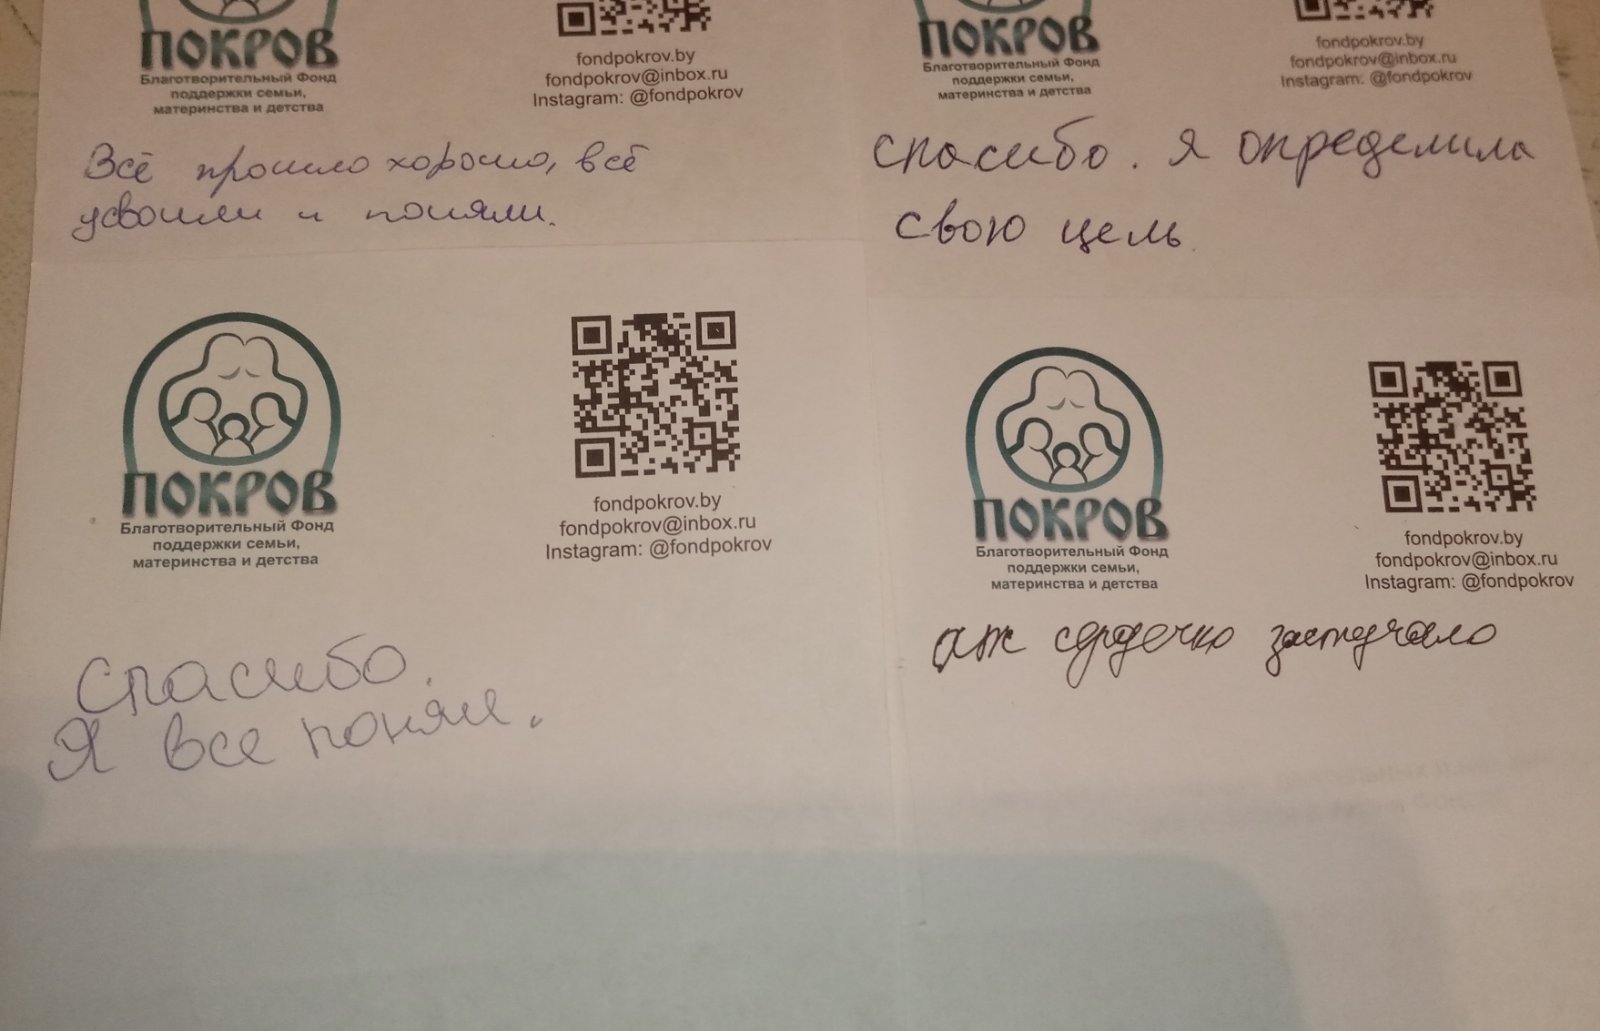 ПОКРОВ
Благотворительный Фонд
поддержки семьи,
материнства и детства
fondpokrov.by
fondpokrov@inbox.ru
Instagram: @fondpokrov
Всё прошло хорошо, всё
усвоили и поняли.
ПОКРОВ
Благотворительный Фонд
поддержки семьи,
материнства и детства
fondpokrov.by
fondpokrov@inbox.ru
Instagram: @fondpokrov
спасибо. я определила
свою цель
ПОКРОВ
Благотворительный Фонд
поддержки семьи,
материнства и детства
fondpokrov.by
fondpokrov@inbox.ru
Instagram: @fondpokrov
Спасибо.
Я все понял.
ПОКРОВ
Благотворительный Фонд
поддержки семьи,
материнства и детства
fondpokrov.by
fondpokrov@inbox.ru
Instagram: @fondpokrov
аж сердечко застучало